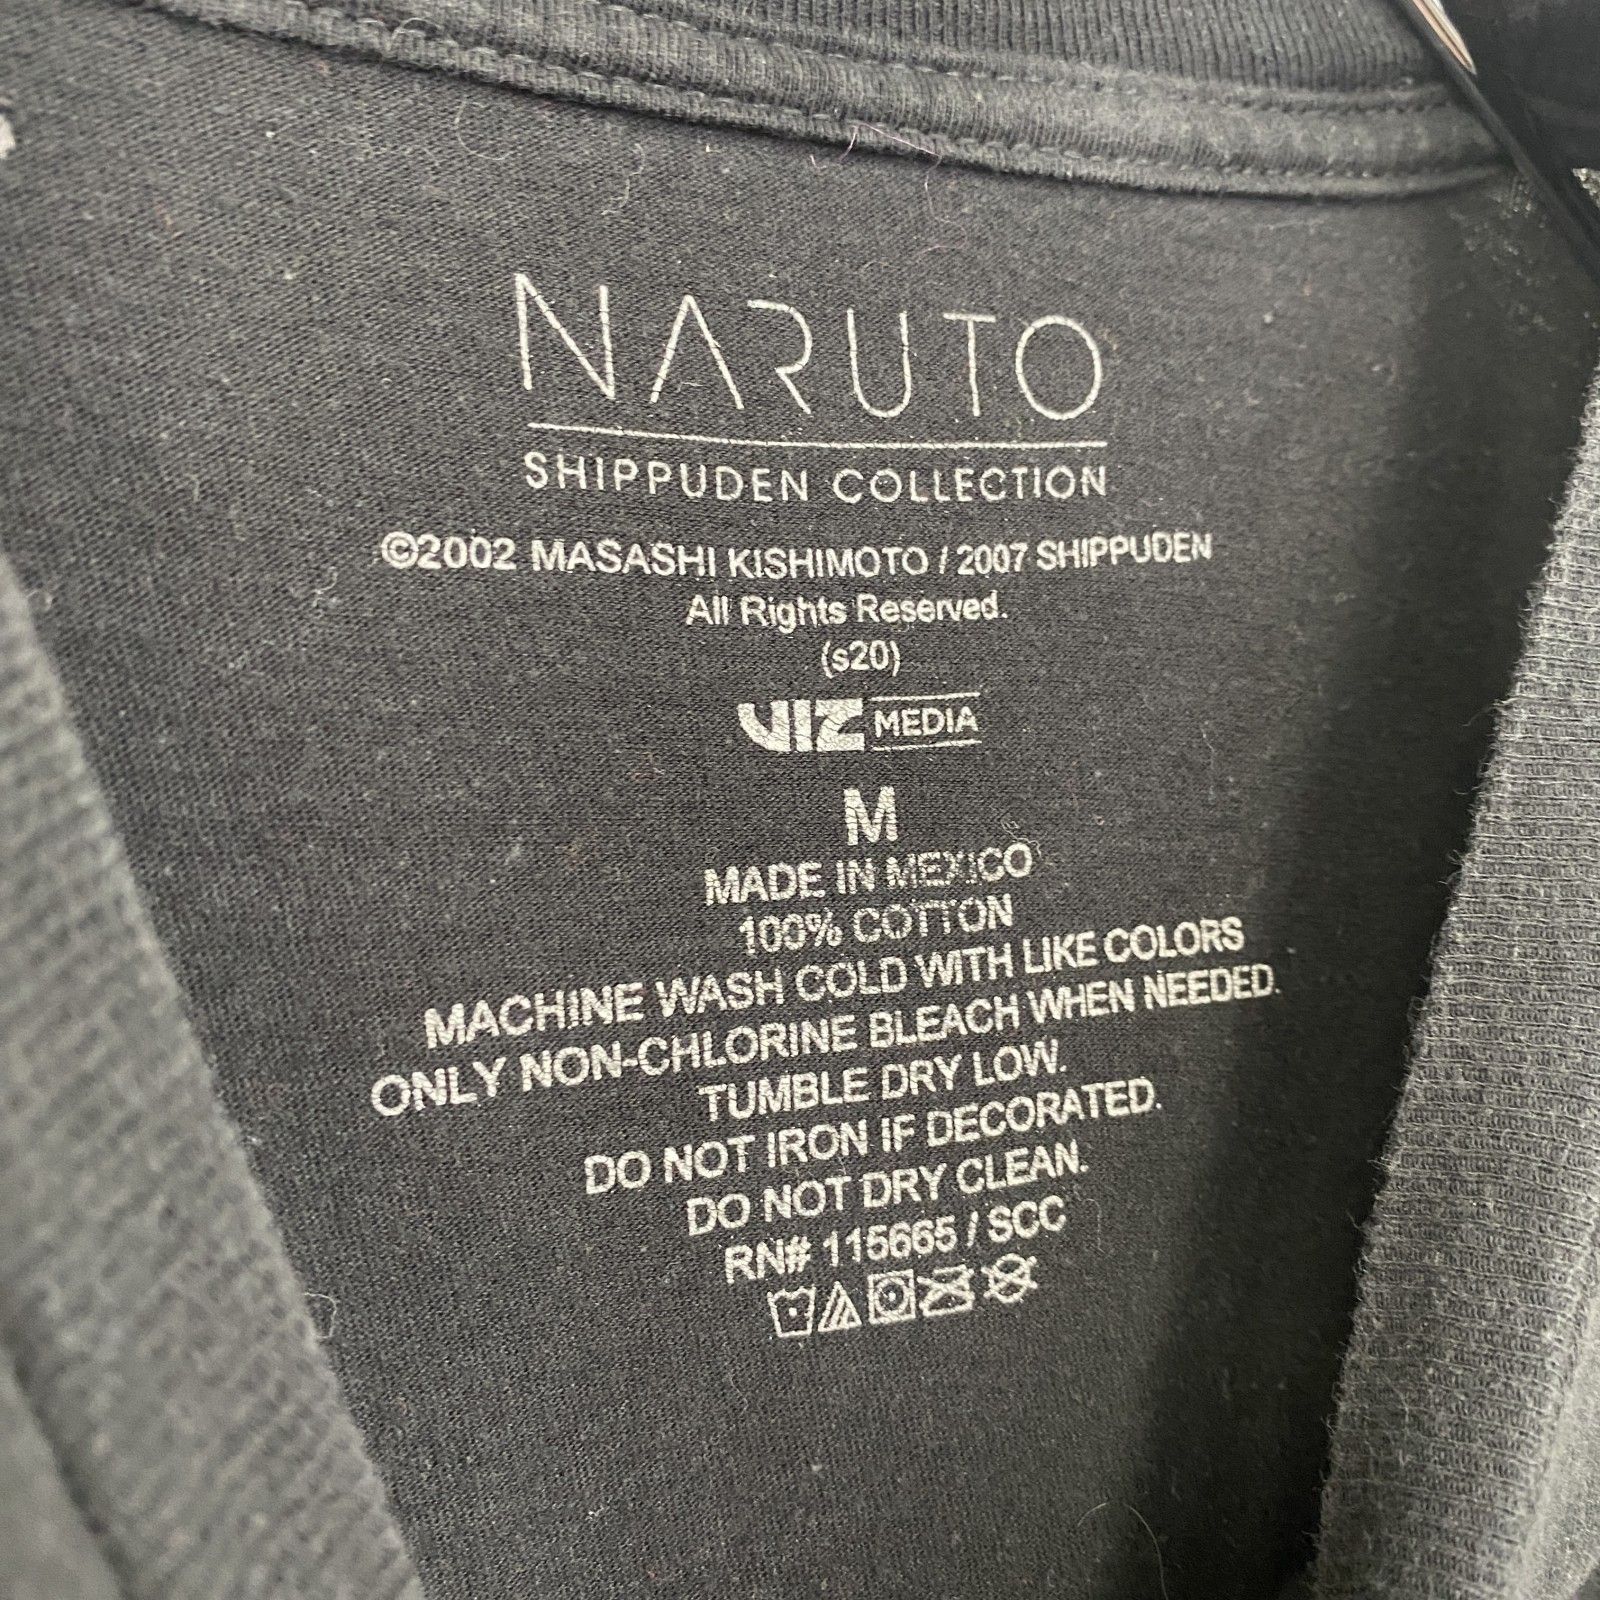 NARUTO
SHIPPUDEN COLLECTION
©2002 MASASHI KISHIMOTO / 2007 SHIPPUDEN
All Rights Reserved.
(s20)
VIZ MEDIA
M
MADE IN MEXICO
100% COTTON
MACHINE WASH COLD WITH LIKE COLORS
ONLY NON-CHLORINE BLEACH WHEN NEEDED.
TUMBLE DRY LOW.
DO NOT IRON IF DECORATED.
DO NOT DRY CLEAN.
RN# 115665 / SCC